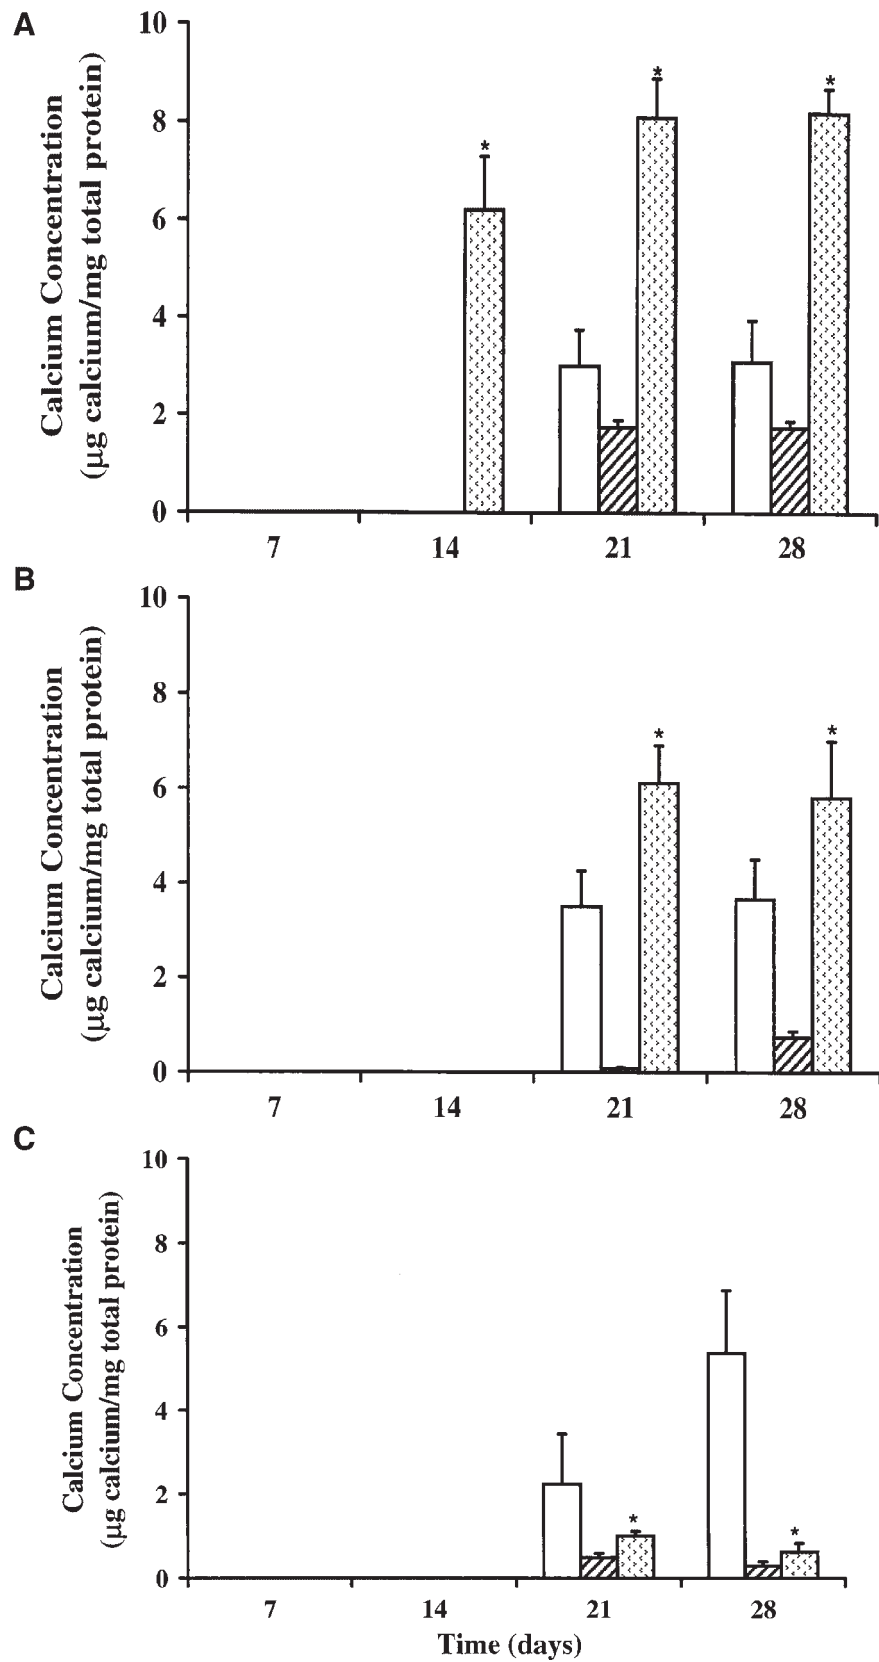 A
Calcium Concentration
(µg calcium/mg total protein)
10
8
6
4
2
0
*
*
*
7 14 21 28
B
Calcium Concentration
(µg calcium/mg total protein)
10
8
6
4
2
0
*
*
7 14 21 28
C
Calcium Concentration
(µg calcium/mg total protein)
10
8
6
4
2
0
*
*
7 14 21 28
Time (days)